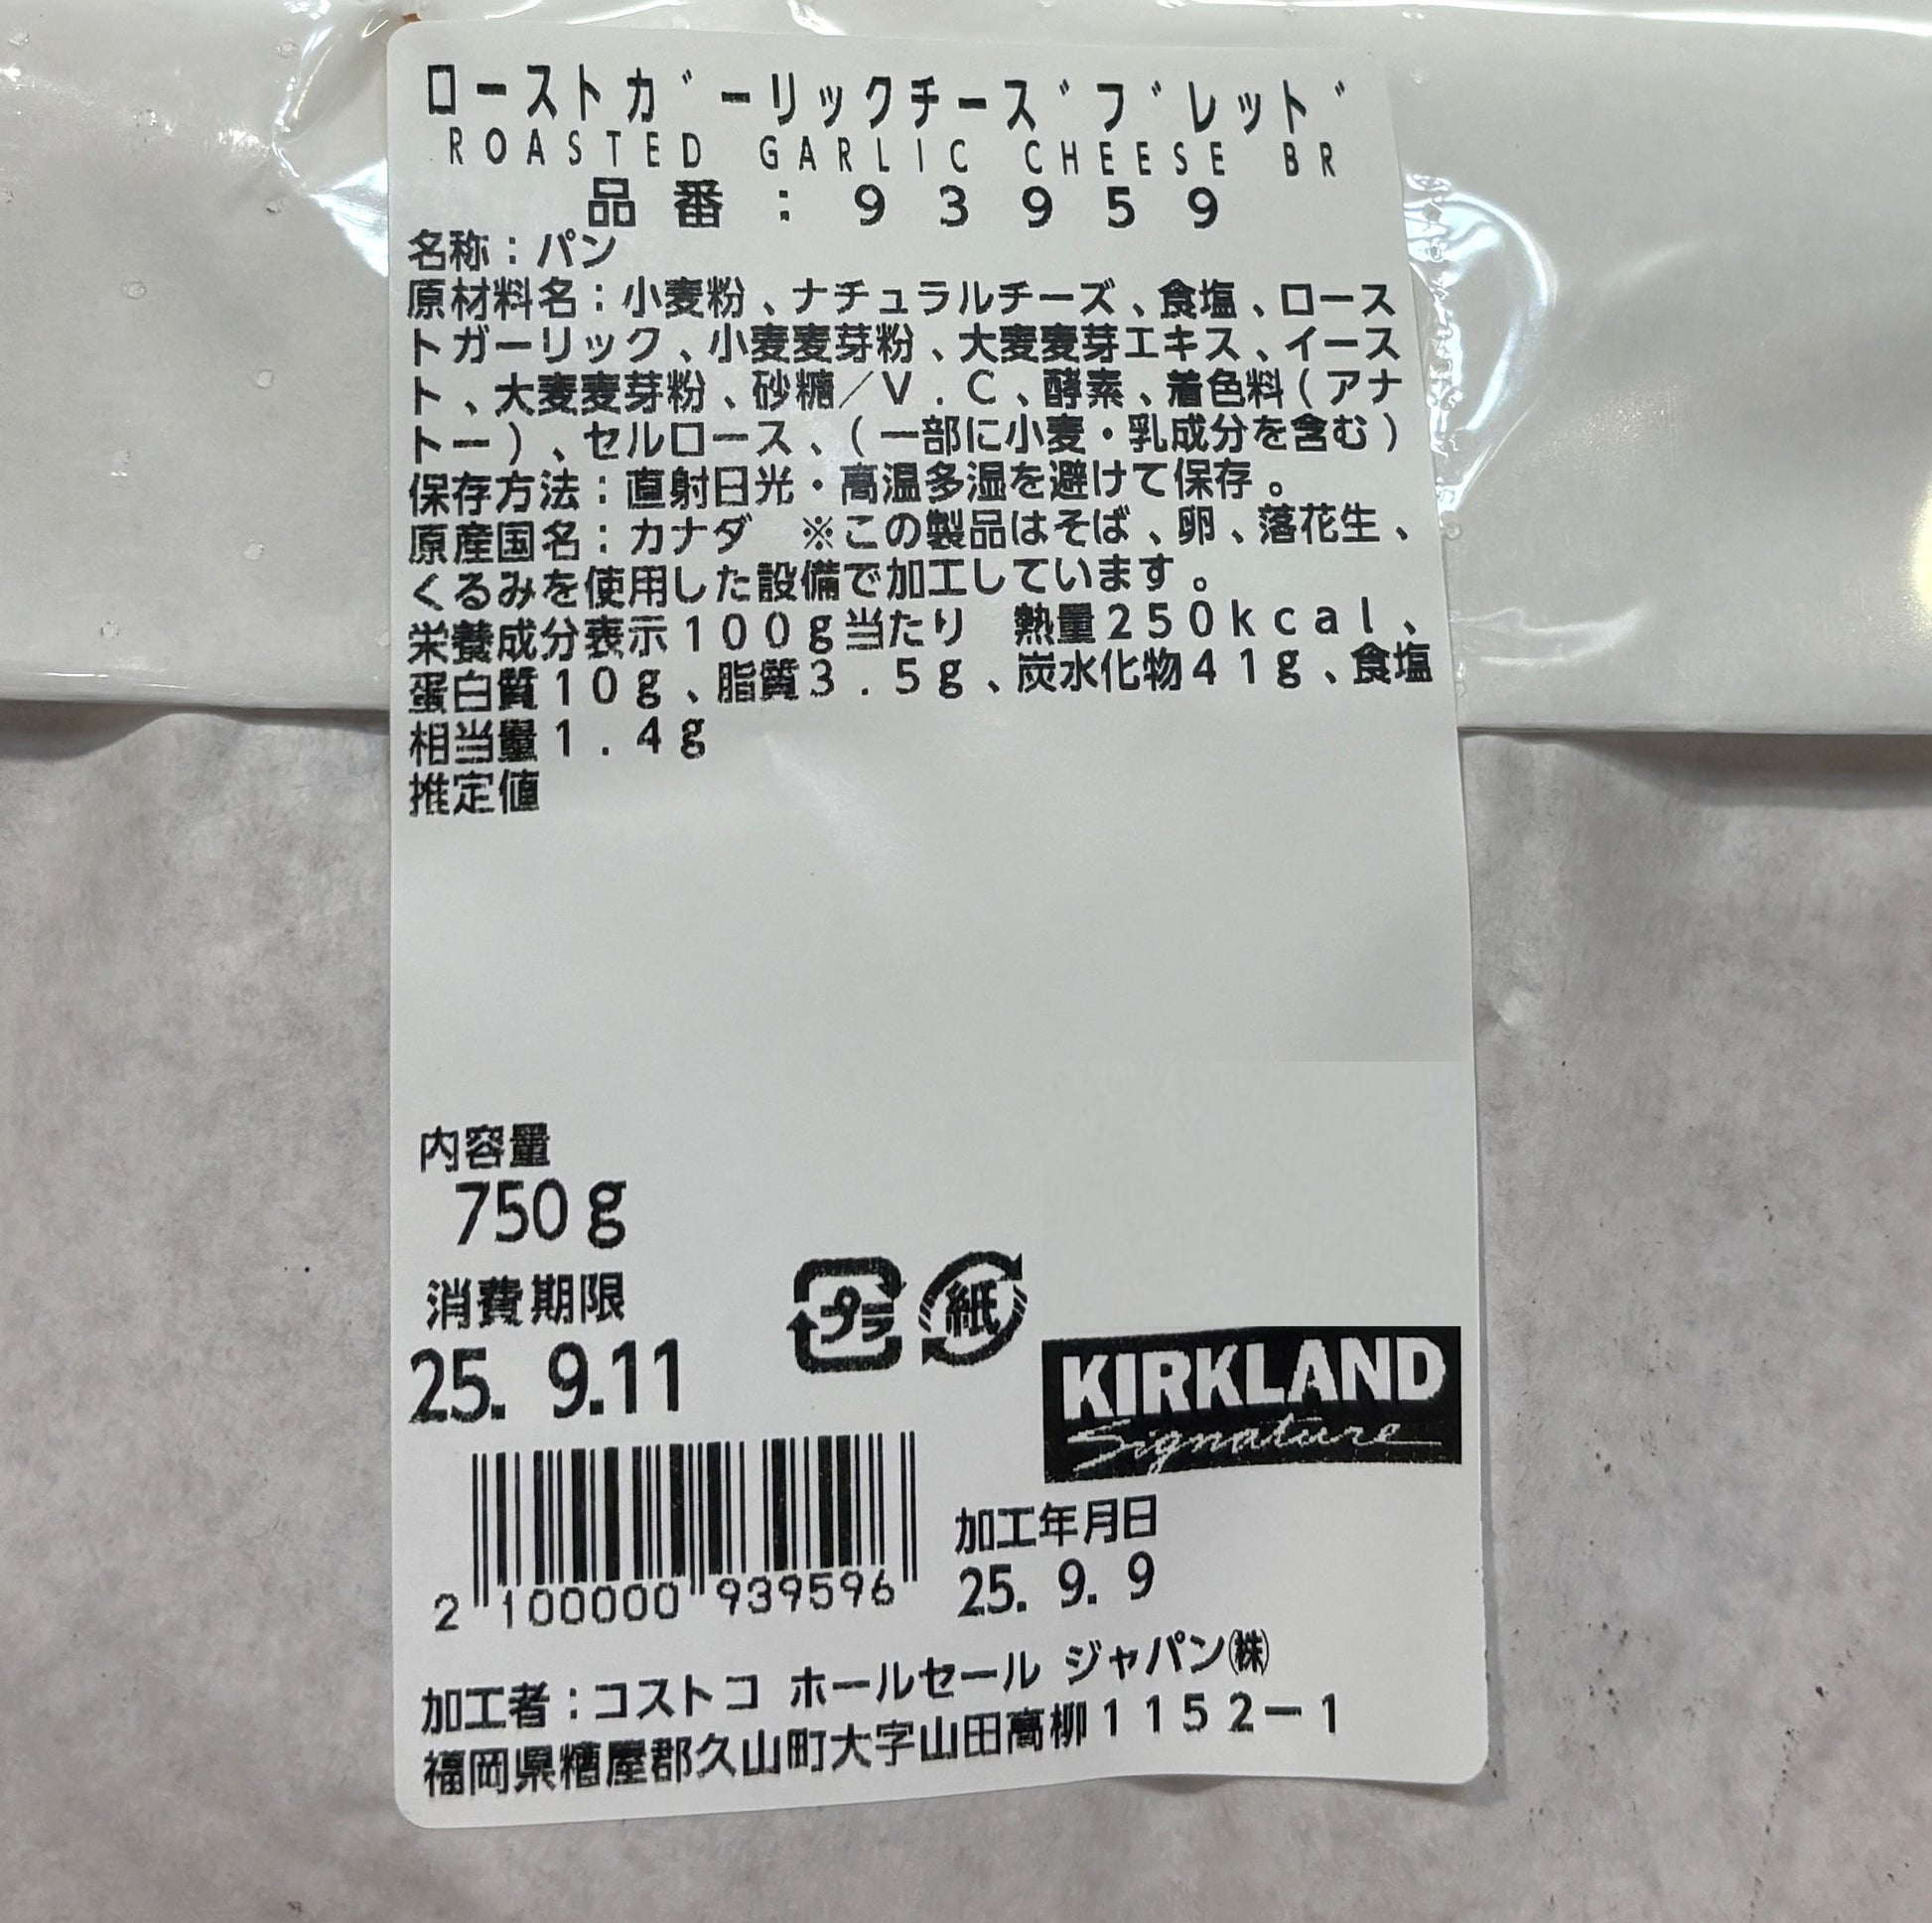 ローストガーリックチーズブレッド
ROASTED GARLIC CHEESE BR
品番:93959
名称:パン
原材料名:小麦粉、ナチュラルチーズ、食塩、ロース
トガーリック、小麦麦芽粉、大麦麦芽エキス、イース
ト、大麦麦芽粉、砂糖/V.C、酵素、着色料(アナ
トー)、セルロース、(一部に小麦・乳成分を含む)
保存方法:直射日光・高温多湿を避けて保存。
原産国名:カナダ ※この製品はそば、卵、落花生、
くるみを使用した設備で加工しています。
栄養成分表示100g当たり 熱量250kcal、
蛋白質10g、脂質3.5g、炭水化物41g、食塩
相当量1.4g
推定値
内容量
750g
消費期限
25. 9.11
プラ 紙
KIRKLAND
Signature
加工年月日
25. 9. 9
2 100000 939596
加工者:コストコ ホールセール ジャパン㈱
福岡県糟屋郡久山町大字山田高柳1152-1